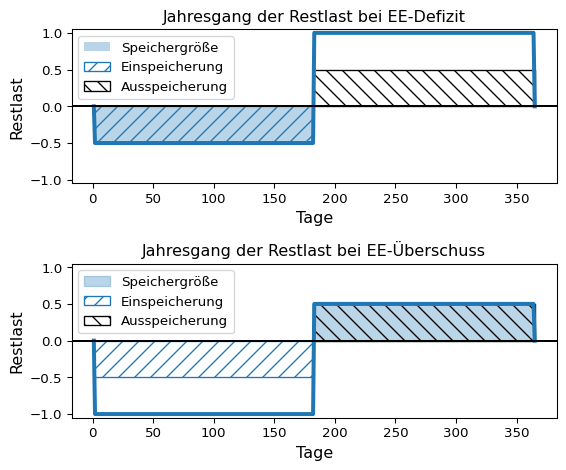 Jahresgang der Restlast bei EE-Defizit
1.0
0.5
0.0
−0.5
−1.0
Restlast
Speichergröße
Einspeicherung
Ausspeicherung
0 50 100 150 200 250 300 350
Tage
Jahresgang der Restlast bei EE-Überschuss
1.0
0.5
0.0
−0.5
−1.0
Restlast
Speichergröße
Einspeicherung
Ausspeicherung
0 50 100 150 200 250 300 350
Tage